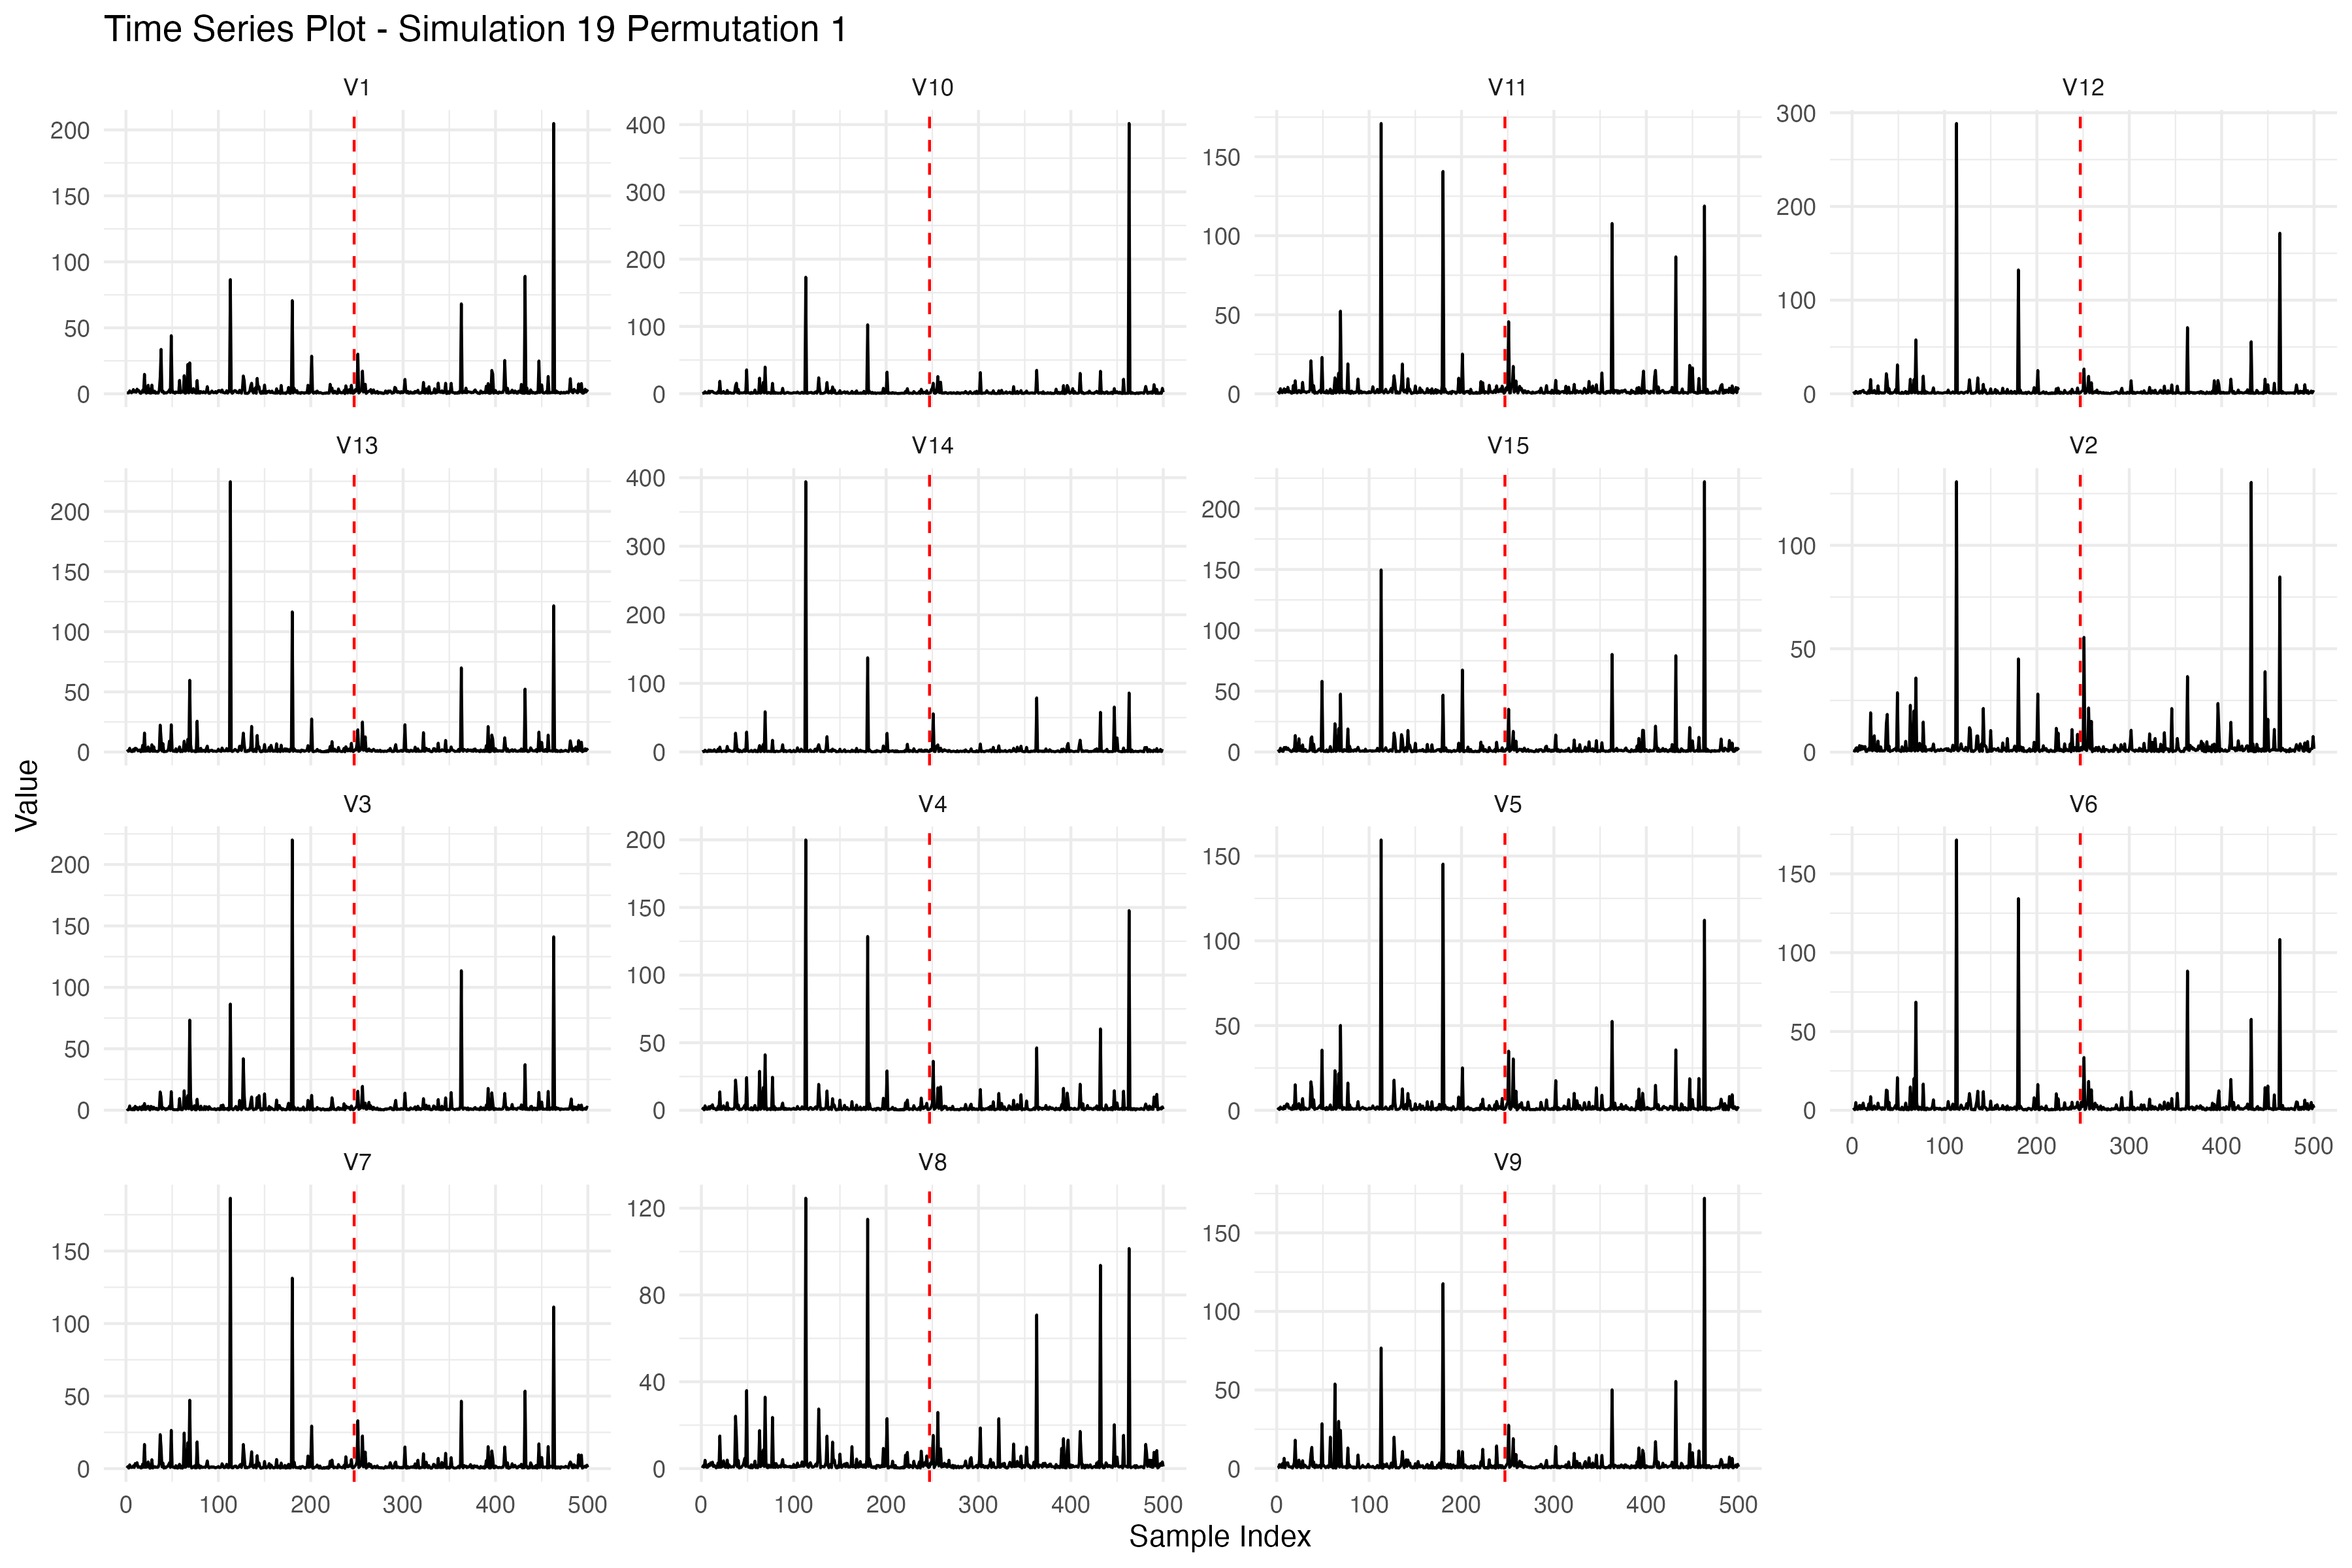 Time Series Plot - Simulation 19 Permutation 1
V1 V10 V11 V12
200 150 100 50 0
400 300 200 100 0
150 100 50 0
300 200 100 0
V13 V14 V15 V2
200 150 100 50 0
400 300 200 100 0
200 150 100 50 0
100 50 0
Value
V3 V4 V5 V6
200 150 100 50 0
200 150 100 50 0
150 100 50 0
150 100 50 0
0 100 200 300 400 500
V7 V8 V9
150 100 50 0
120 80 40 0
150 100 50 0
0 100 200 300 400 500
0 100 200 300 400 500
0 100 200 300 400 500
Sample Index